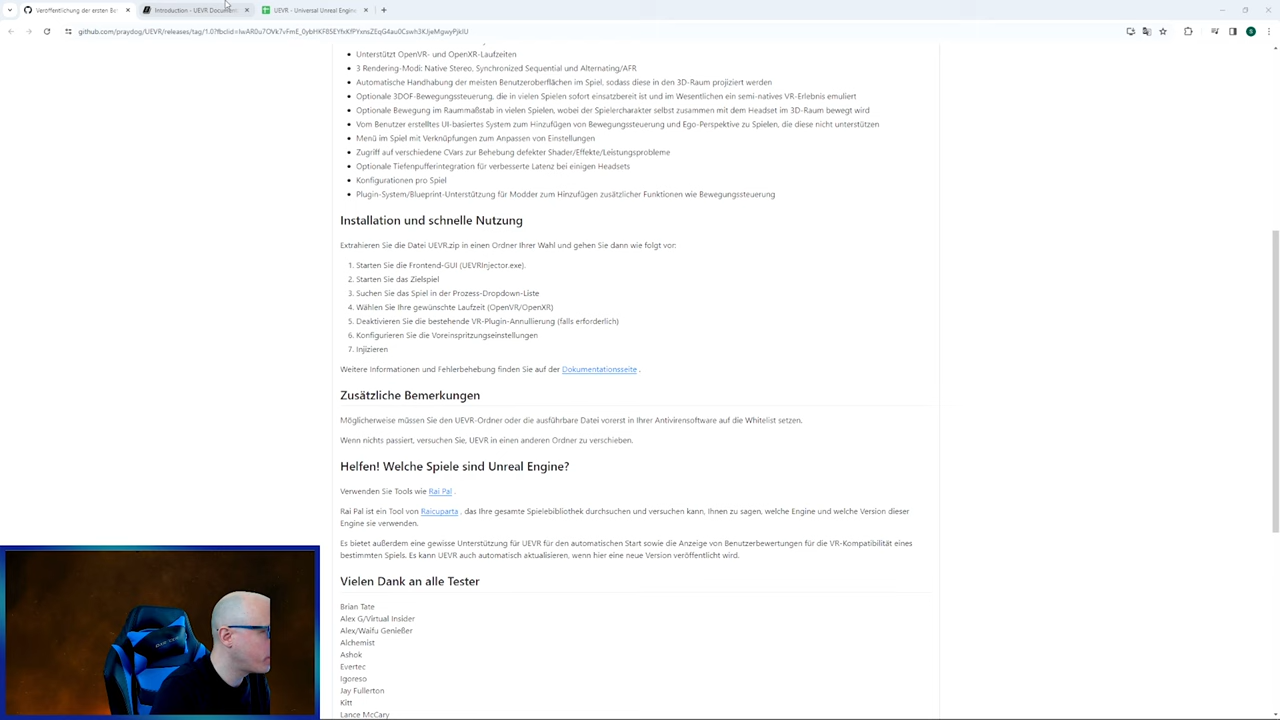 Veröffentlichung der ersten Be
Introduction - UEVR Docume
UEVR - Universal Unreal Engine
github.com/praydog/UEVR/releases/tag/1.0?fbclid=
Unterstützt OpenVR- und OpenXR-Laufzeiten
3 Rendering-Modi: Native Stereo, Synchronized Sequential und Alternating/AFR
Automatische Handhabung der meisten Benutzeroberflächen im Spiel, sodass diese in den 3D-Raum projiziert werden
Optionale 3DOF-Bewegungssteuerung, die in vielen Spielen sofort einsatzbereit ist und im Wesentlichen ein semi-natives VR-Erlebnis emuliert
Optionale Bewegung im Raummaßstab in vielen Spielen, wobei der Spielercharakter selbst zusammen mit dem Headset im 3D-Raum bewegt wird
Vom Benutzer erstelltes UI-basiertes System zum Hinzufügen von Bewegungssteuerung und Ego-Perspektive zu Spielen, die diese nicht unterstützen
Menü im Spiel mit Verknüpfungen zum Anpassen von Einstellungen
Zugriff auf verschiedene CVars zur Behebung defekter Shader/Effekte/Leistungsprobleme
Optionale Tiefenpufferintegration für verbesserte Latenz bei einigen Headsets
Konfigurationen pro Spiel
Plugin-System/Blueprint-Unterstützung für Modder zum Hinzufügen zusätzlicher Funktionen wie Bewegungssteuerung
Installation und schnelle Nutzung
Extrahieren Sie die Datei UEVR.zip in einen Ordner Ihrer Wahl und gehen Sie dann wie folgt vor:
1. Starten Sie die Frontend-GUI (UEVRInjector.exe).
2. Starten Sie das Zielspiel
3. Suchen Sie das Spiel in der Prozess-Dropdown-Liste
4. Wählen Sie Ihre gewünschte Laufzeit (OpenVR/OpenXR)
5. Deaktivieren Sie die bestehende VR-Plugin-Annullierung (falls erforderlich)
6. Konfigurieren Sie die Voreinspritzungseinstellungen
7. Injizieren
Weitere Informationen und Fehlerbehebung finden Sie auf der Dokumentationsseite .
Zusätzliche Bemerkungen
Möglicherweise müssen Sie den UEVR-Ordner oder die ausführbare Datei vorerst in Ihrer Antivirensoftware auf die Whitelist setzen.
Wenn nichts passiert, versuchen Sie, UEVR in einen anderen Ordner zu verschieben.
Helfen! Welche Spiele sind Unreal Engine?
Verwenden Sie Tools wie Rai Pal .
Rai Pal ist ein Tool von Raicuparta , das Ihre gesamte Spielebibliothek durchsuchen und versuchen kann, Ihnen zu sagen, welche Engine und welche Version dieser
Engine sie verwenden.
Es bietet außerdem eine gewisse Unterstützung für UEVR für den automatischen Start sowie die Anzeige von Benutzerbewertungen für die VR-Kompatibilität eines
bestimmten Spiels. Es kann UEVR auch automatisch aktualisieren, wenn hier eine neue Version veröffentlicht wird.
Vielen Dank an alle Tester
Brian Tate
Alex G/Virtual Insider
Alex/Waifu Genießer
Alchemist
Ashok
Evertec
Igoreso
Jay Fullerton
Kitt
Lance McCary